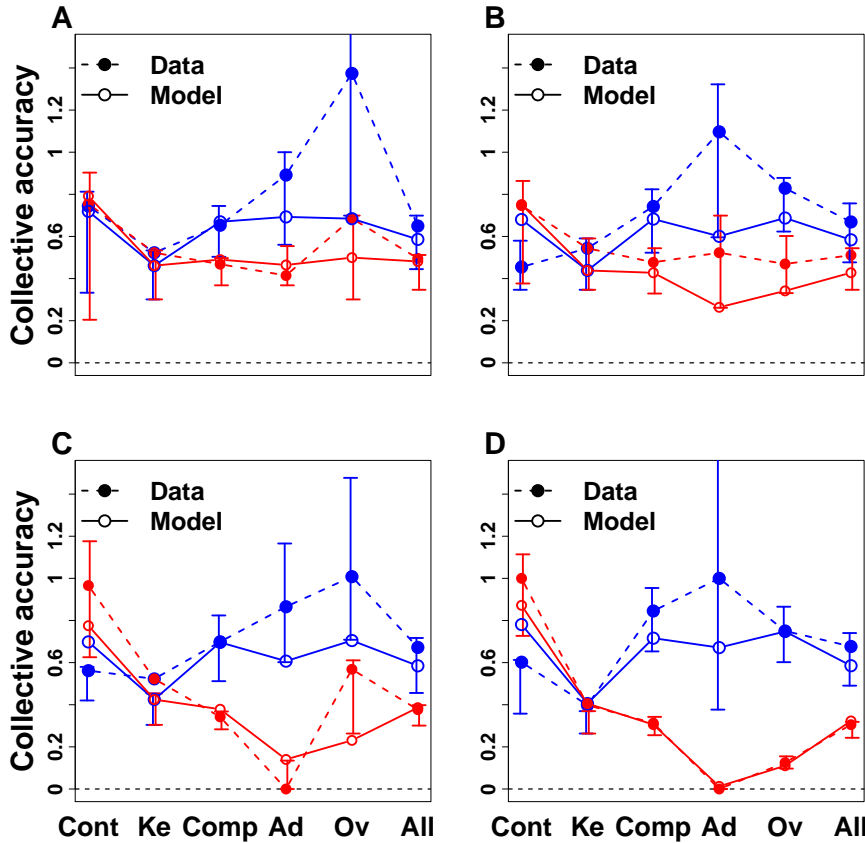 A
Collective accuracy
0 0.2 0.6 1 1.2
Data
Model
B
0 0.2 0.6 1 1.2
Data
Model
C
Collective accuracy
0 0.2 0.6 1 1.2
Data
Model
D
0 0.2 0.6 1 1.2
Data
Model
Cont Ke Comp Ad Ov All
Cont Ke Comp Ad Ov All